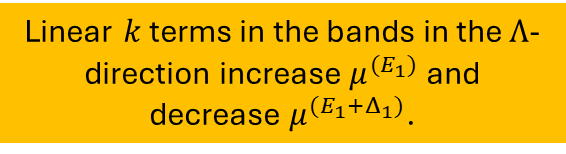 Linear 𝑘 terms in the bands in the Λ-
direction increase 𝜇^(𝐸₁) and
decrease 𝜇^(𝐸₁+Δ₁).